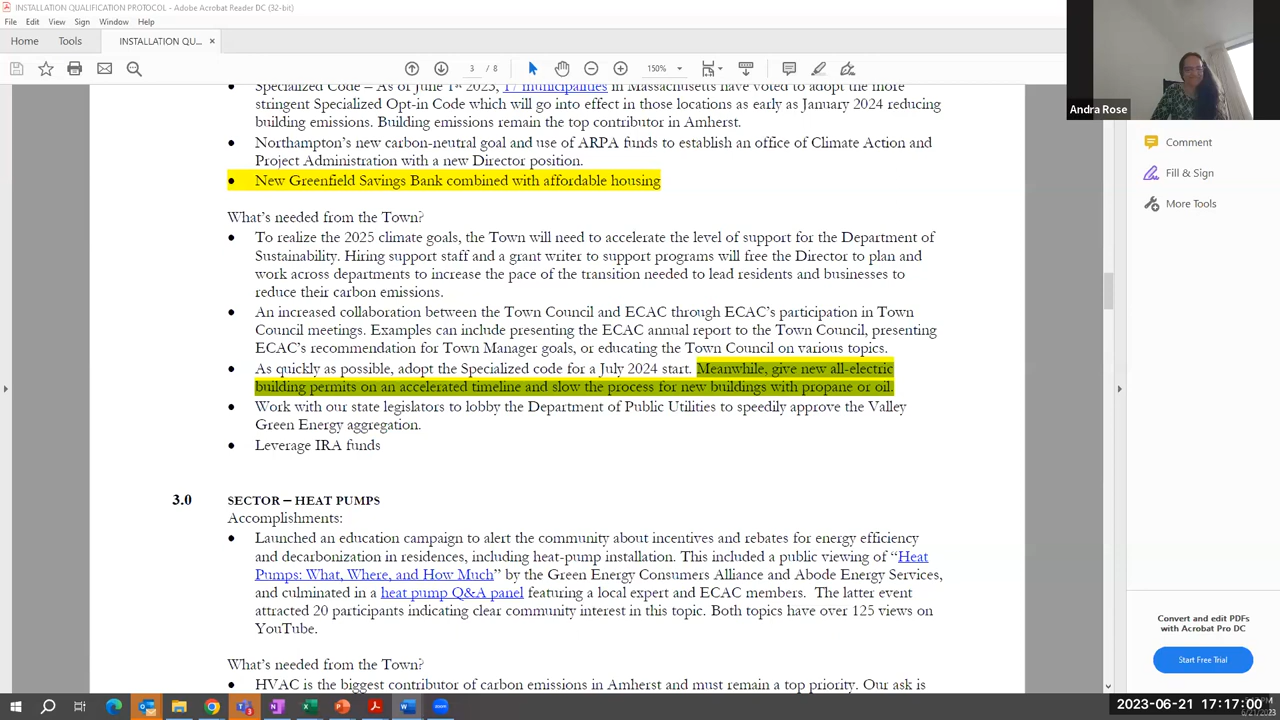 INSTALLATION QUALIFICATION PROTOCOL - Adobe Acrobat Reader DC (32-bit)
File Edit View Sign Window Help
Home Tools INSTALLATION QU... ×
3 / 8 150%
Andra Rose
Specialized Code – As of June 1st 2023, 17 municipalities in Massachusetts have voted to adopt the more
stringent Specialized Opt-in Code which will go into effect in those locations as early as January 2024 reducing
building emissions. Building emissions remain the top contributor in Amherst.
• Northampton's new carbon-neutral goal and use of ARPA funds to establish an office of Climate Action and
Project Administration with a new Director position.
• New Greenfield Savings Bank combined with affordable housing
What's needed from the Town?
• To realize the 2025 climate goals, the Town will need to accelerate the level of support for the Department of
Sustainability. Hiring support staff and a grant writer to support programs will free the Director to plan and
work across departments to increase the pace of the transition needed to lead residents and businesses to
reduce their carbon emissions.
• An increased collaboration between the Town Council and ECAC through ECAC's participation in Town
Council meetings. Examples can include presenting the ECAC annual report to the Town Council, presenting
ECAC's recommendation for Town Manager goals, or educating the Town Council on various topics.
• As quickly as possible, adopt the Specialized code for a July 2024 start. Meanwhile, give new all-electric
building permits on an accelerated timeline and slow the process for new buildings with propane or oil.
• Work with our state legislators to lobby the Department of Public Utilities to speedily approve the Valley
Green Energy aggregation.
• Leverage IRA funds
3.0 SECTOR – HEAT PUMPS
Accomplishments:
• Launched an education campaign to alert the community about incentives and rebates for energy efficiency
and decarbonization in residences, including heat-pump installation. This included a public viewing of "Heat
Pumps: What, Where, and How Much" by the Green Energy Consumers Alliance and Abode Energy Services,
and culminated in a heat pump Q&A panel featuring a local expert and ECAC members. The latter event
attracted 20 participants indicating clear community interest in this topic. Both topics have over 125 views on
YouTube.
What's needed from the Town?
• HVAC is the biggest contributor of carbon emissions in Amherst and must remain a top priority. Our ask is
Comment
Fill & Sign
More Tools
Convert and edit PDFs
with Acrobat Pro DC
Start Free Trial
2023-06-21 17:17:00